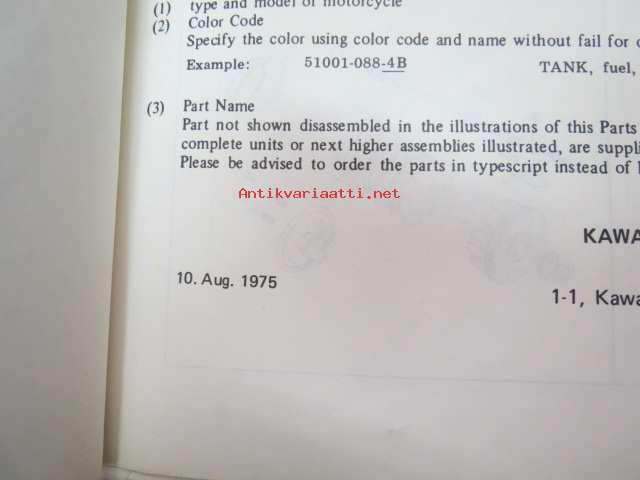 (1) type and model of motorcycle
(2) Color Code
Specify the color using color code and name without fail for
Example: 51001-088-4B TANK, fuel,
(3) Part Name
Part not shown disassembled in the illustrations of this Parts
complete units or next higher assemblies illustrated, are suppli
Please be advised to order the parts in typescript instead of
Antikvariaatti.net
KAWA
10. Aug. 1975
1-1, Kawa